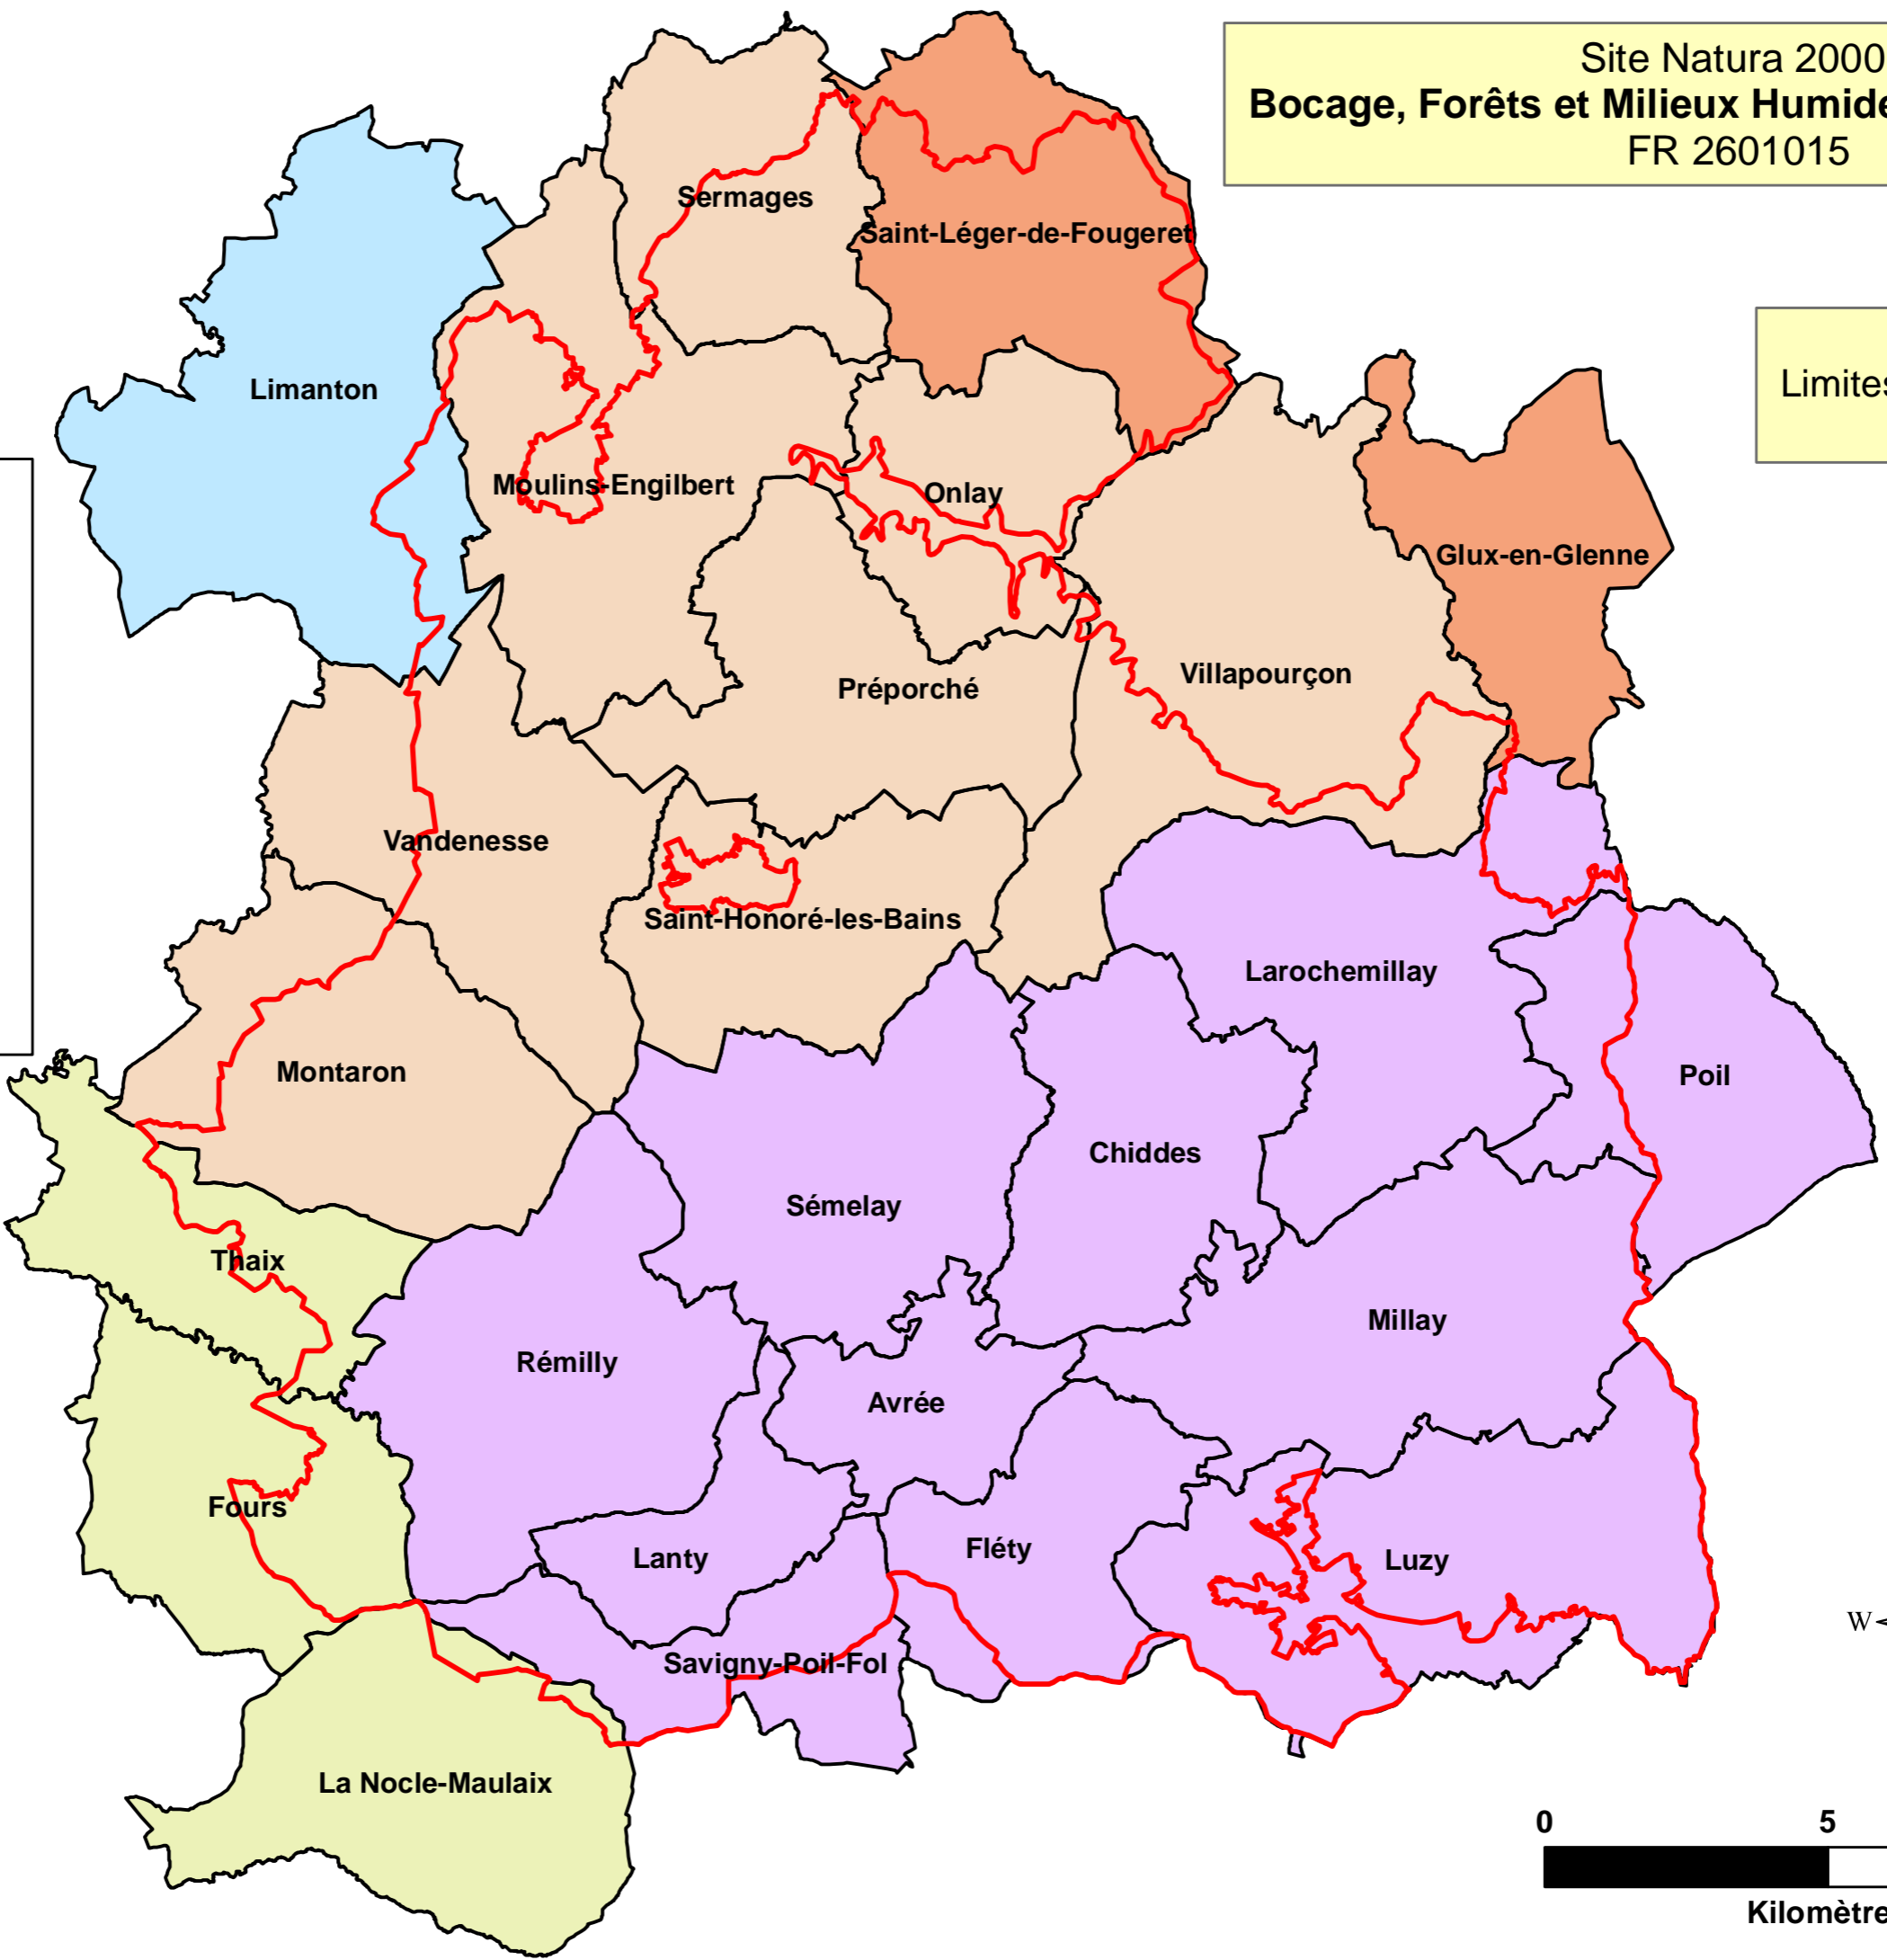 Site Natura 2000
Bocage, Forêts et Milieux Humide
FR 2601015
Sermages
Saint-Léger-de-Fougeret
Limites
Limanton
Moulins-Engilbert
Onlay
Glux-en-Glenne
Villapourçon
Préporché
Vandenesse
Saint-Honoré-les-Bains
Larochemillay
Montaron
Poil
Chiddes
Sémelay
Thaix
Millay
Rémilly
Avrée
Fours
Lanty
Fléty
Luzy
W
Savigny-Poil-Fol
La Nocle-Maulaix
0 5
Kilomètre